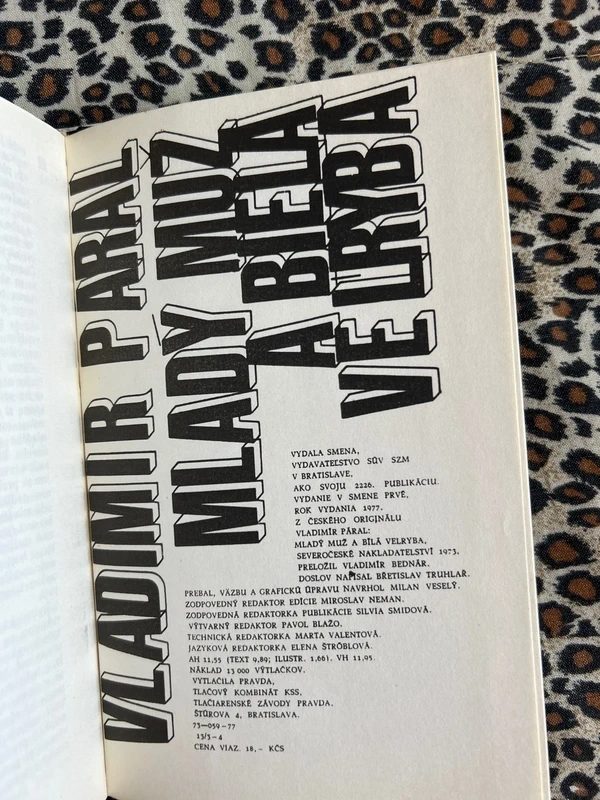 VLADIMÍR PÁRAL
MLADÝ MUŽ
A BIELA
VEĽRYBA
VYDALA SMENA,
VYDAVATEĽSTVO SÚV SZM
V BRATISLAVE,
AKO SVOJU 2226. PUBLIKÁCIU.
VYDANIE V SMENE PRVÉ,
ROK VYDANIA 1977.
Z ČESKÉHO ORIGINÁLU
VLADIMÍR PÁRAL:
MLADÝ MUŽ A BÍLÁ VELRYBA,
SEVEROČESKÉ NAKLADATELSTVÍ 1973,
PRELOŽIL VLADIMÍR BEDNÁR.
DOSLOV NAPÍSAL BŘETISLAV TRUHLAŘ.
PREBAL, VÄZBU A GRAFICKÚ ÚPRAVU NAVRHOL MILAN VESELÝ.
ZODPOVEDNÝ REDAKTOR EDÍCIE MIROSLAV NEMAN.
ZODPOVEDNÁ REDAKTORKA PUBLIKÁCIE SILVIA SMIDOVÁ.
VÝTVARNÝ REDAKTOR PAVOL BLAŽO.
TECHNICKÁ REDAKTORKA MARTA VALENTOVÁ.
JAZYKOVÁ REDAKTORKA ELENA ŠTRÖBLOVÁ.
AH 11,55 (TEXT 9,89; ILUSTR. 1,66). VH 11,95.
NÁKLAD 13 000 VÝTLAČKOV.
VYTLAČILA PRAVDA,
TLAČOVÝ KOMBINÁT KSS,
TLAČIARENSKÉ ZÁVODY PRAVDA,
ŠTÚROVA 4, BRATISLAVA.
73—059-77
13/3-4
CENA VIAZ. 18,- KČS